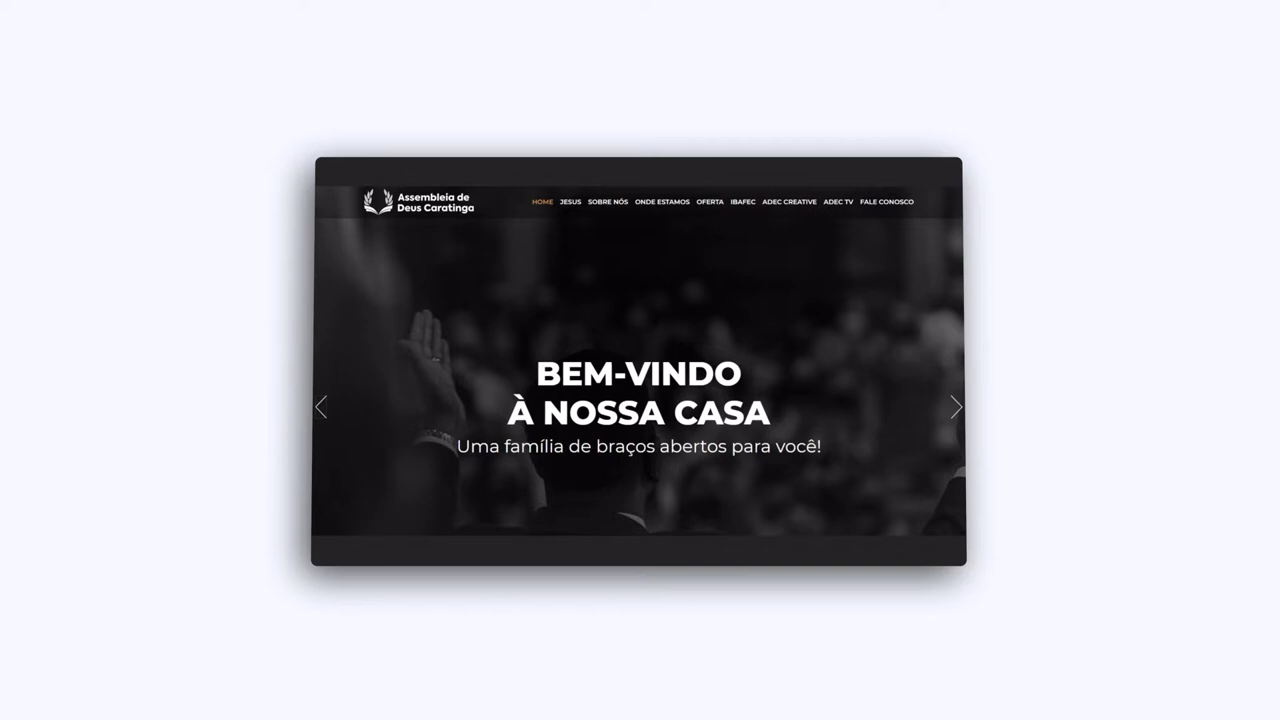 Assembleia de
Deus Caratinga
HOME JESUS SOBRE NÓS ONDE ESTAMOS OFERTA IBAFEC ADEC CREATIVE ADEC TV FALE CONOSCO
BEM-VINDO
À NOSSA CASA
Uma família de braços abertos para você!